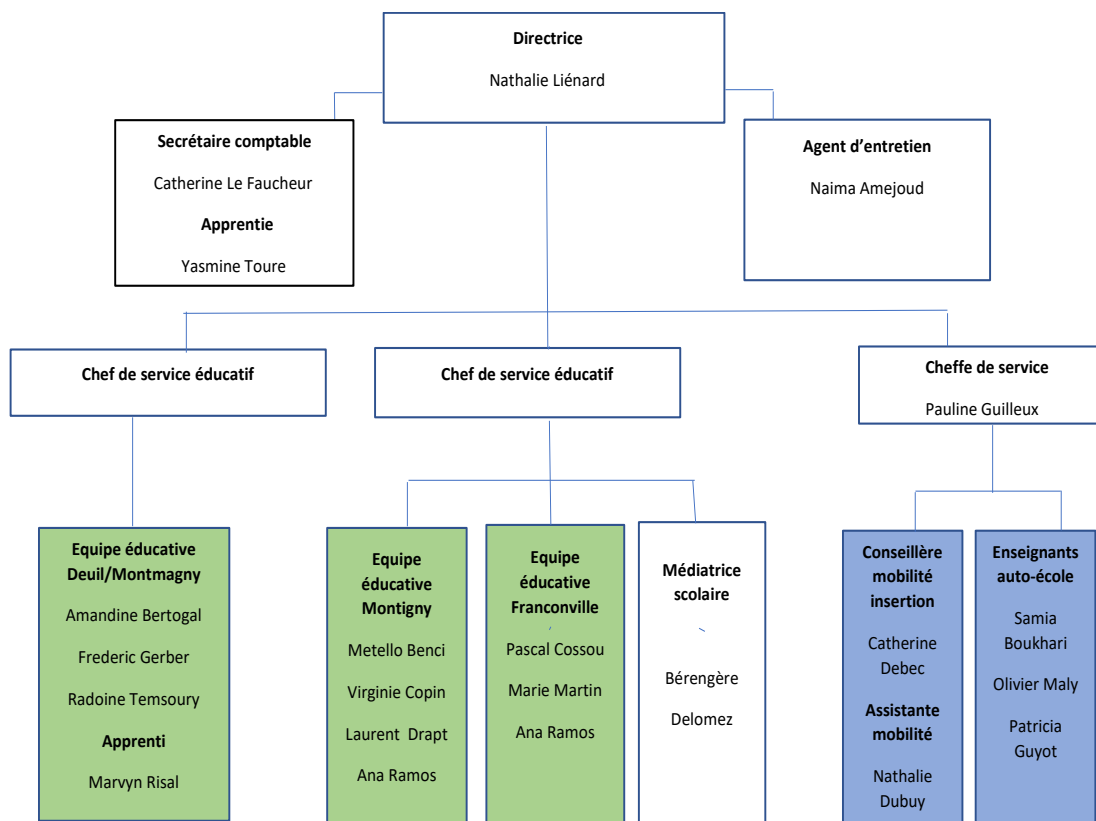 Directrice
Nathalie Liénard
Secrétaire comptable
Catherine Le Faucheur
Apprentie
Yasmine Toure
Agent d'entretien
Naima Amejoud
Chef de service éducatif
Chef de service éducatif
Cheffe de service
Pauline Guilleux
Equipe éducative
Deuil/Montmagny
Amandine Bertogal
Frederic Gerber
Radoine Temsoury
Apprenti
Marvyn Risal
Equipe
éducative
Montigny
Metello Benci
Virginie Copin
Laurent Drapt
Ana Ramos
Equipe
éducative
Franconville
Pascal Cossou
Marie Martin
Ana Ramos
Médiatrice
scolaire
Bérengère
Delomez
Conseillère
mobilité
insertion
Catherine
Debec
Assistante
mobilité
Nathalie
Dubuy
Enseignants
auto-école
Samia
Boukhari
Olivier Maly
Patricia
Guyot